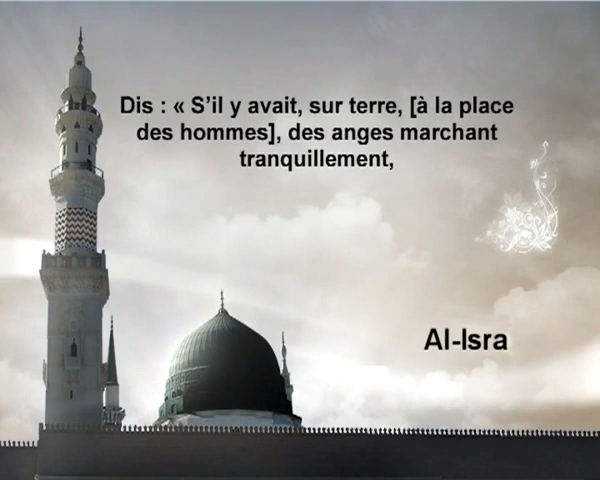 Dis : « S'il y avait, sur terre, [à la place
des hommes], des anges marchant
tranquillement,
Al-Isra